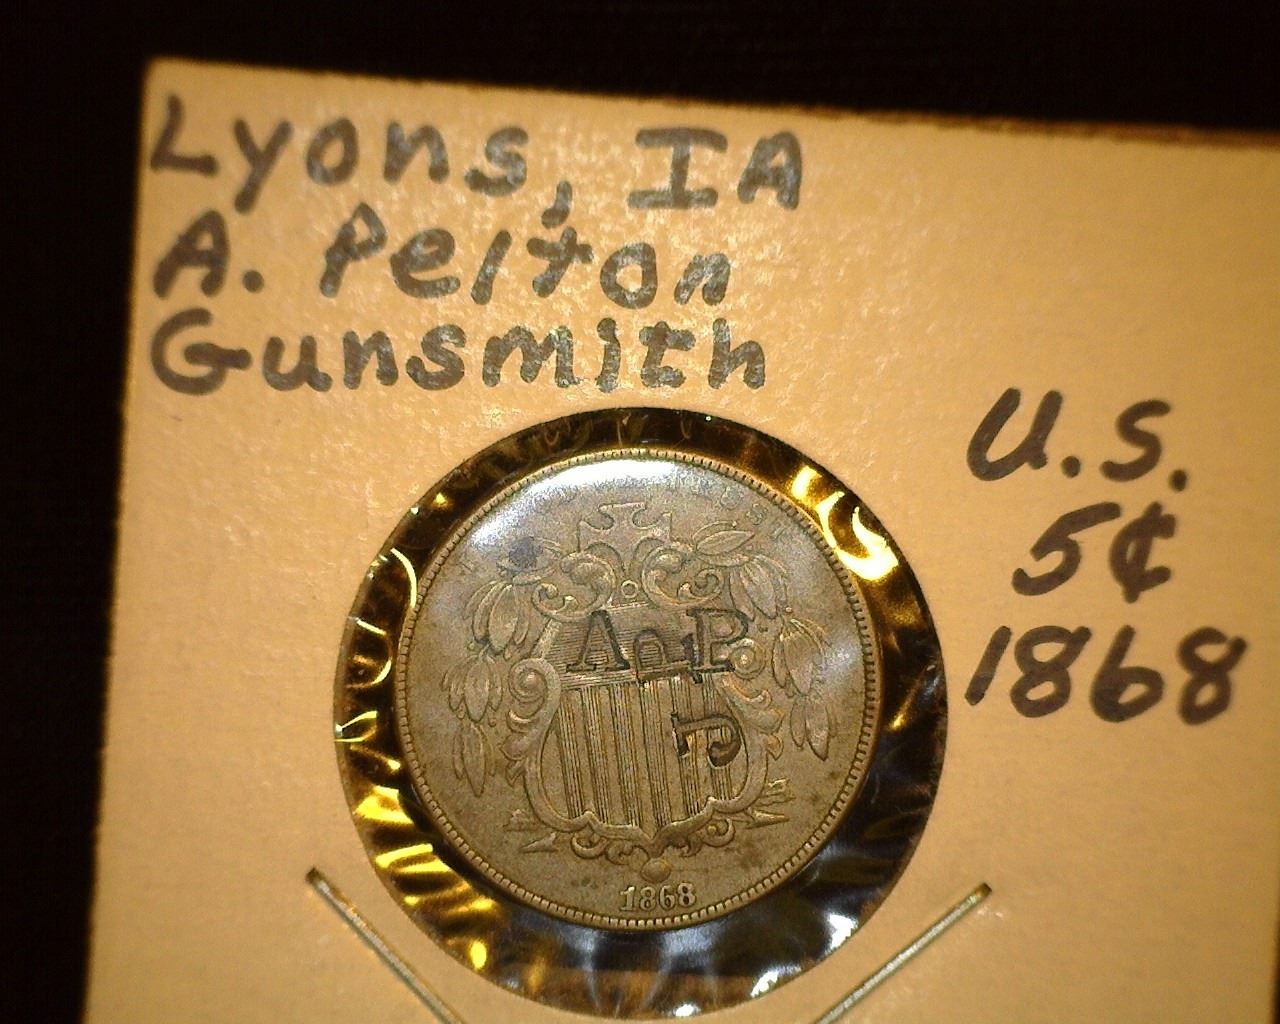 Lyons, IA
A. Pelton
Gunsmith
U.S.
5¢
1868
A P
P
1868